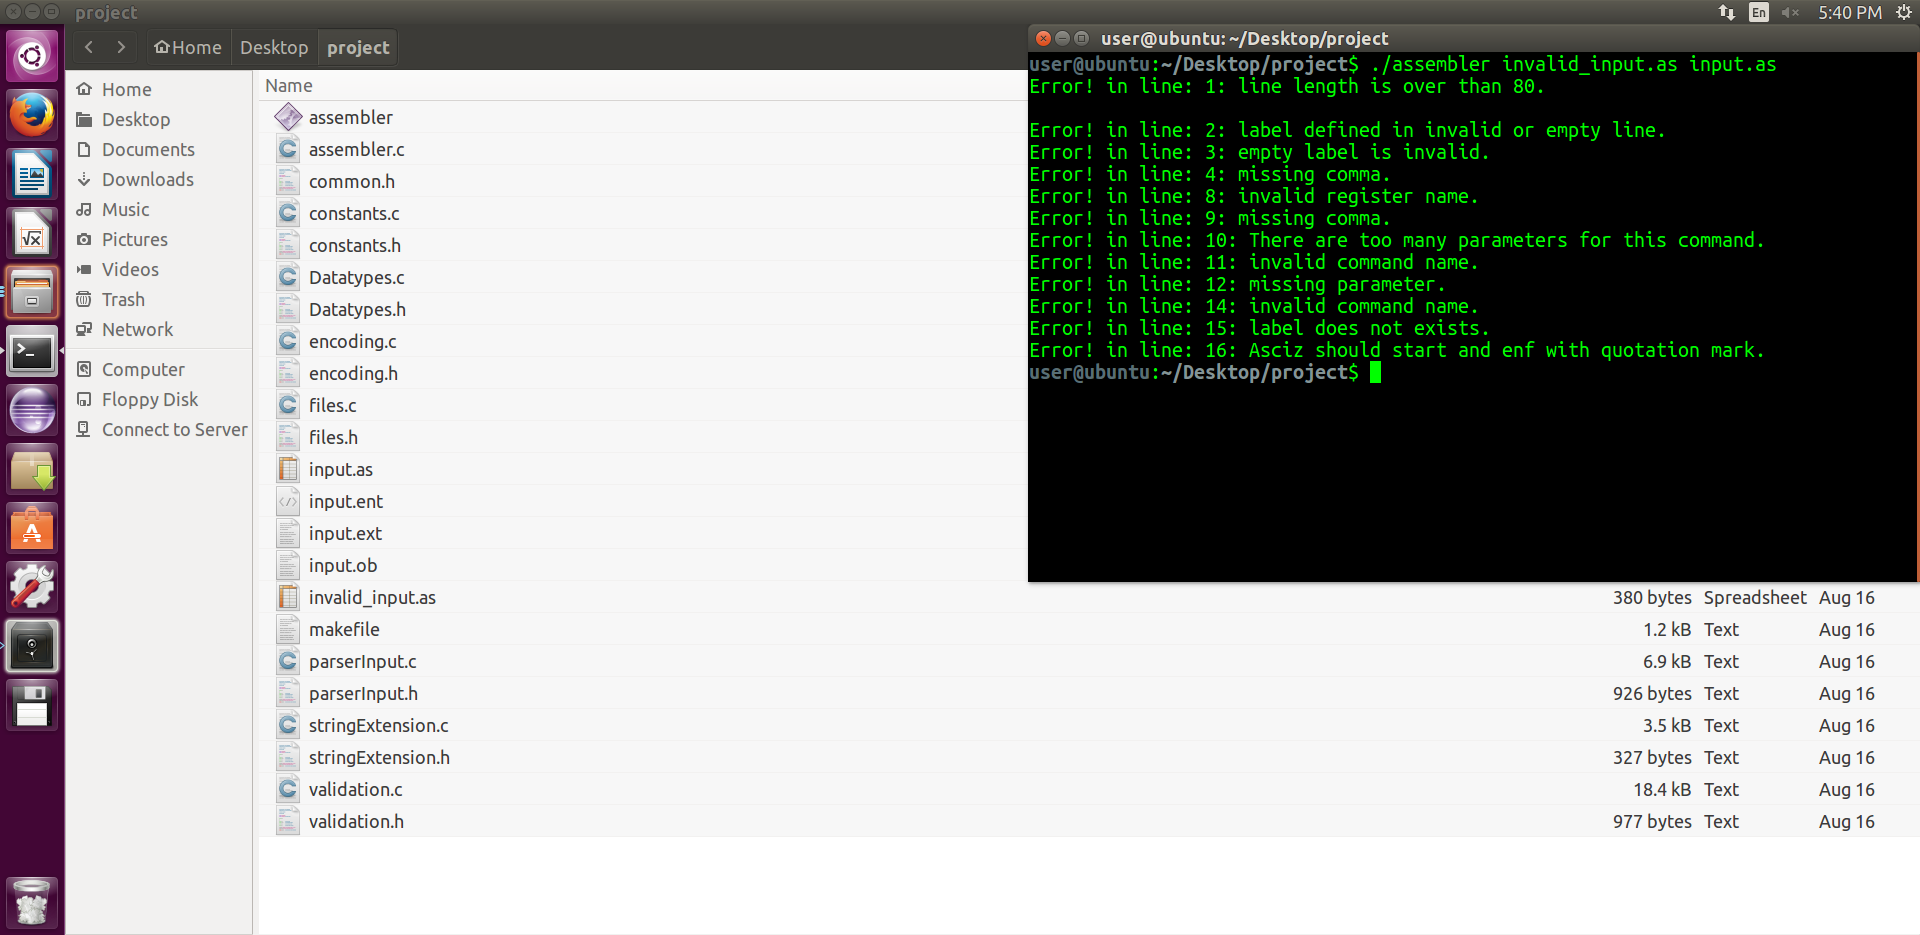 project
En
5:40 PM
Home
Desktop
project
Home
Desktop
Documents
Downloads
Music
Pictures
Videos
Trash
Network
Computer
Floppy Disk
Connect to Server
Name
assembler
assembler.c
common.h
constants.c
constants.h
Datatypes.c
Datatypes.h
encoding.c
encoding.h
files.c
files.h
input.as
input.ent
input.ext
input.ob
invalid_input.as 380 bytes Spreadsheet Aug 16
makefile 1.2 kB Text Aug 16
parserInput.c 6.9 kB Text Aug 16
parserInput.h 926 bytes Text Aug 16
stringExtension.c 3.5 kB Text Aug 16
stringExtension.h 327 bytes Text Aug 16
validation.c 18.4 kB Text Aug 16
validation.h 977 bytes Text Aug 16
user@ubuntu: ~/Desktop/project
user@ubuntu:~/Desktop/project$ ./assembler invalid_input.as input.as
Error! in line: 1: line length is over than 80.
Error! in line: 2: label defined in invalid or empty line.
Error! in line: 3: empty label is invalid.
Error! in line: 4: missing comma.
Error! in line: 8: invalid register name.
Error! in line: 9: missing comma.
Error! in line: 10: There are too many parameters for this command.
Error! in line: 11: invalid command name.
Error! in line: 12: missing parameter.
Error! in line: 14: invalid command name.
Error! in line: 15: label does not exists.
Error! in line: 16: Asciz should start and enf with quotation mark.
user@ubuntu:~/Desktop/project$